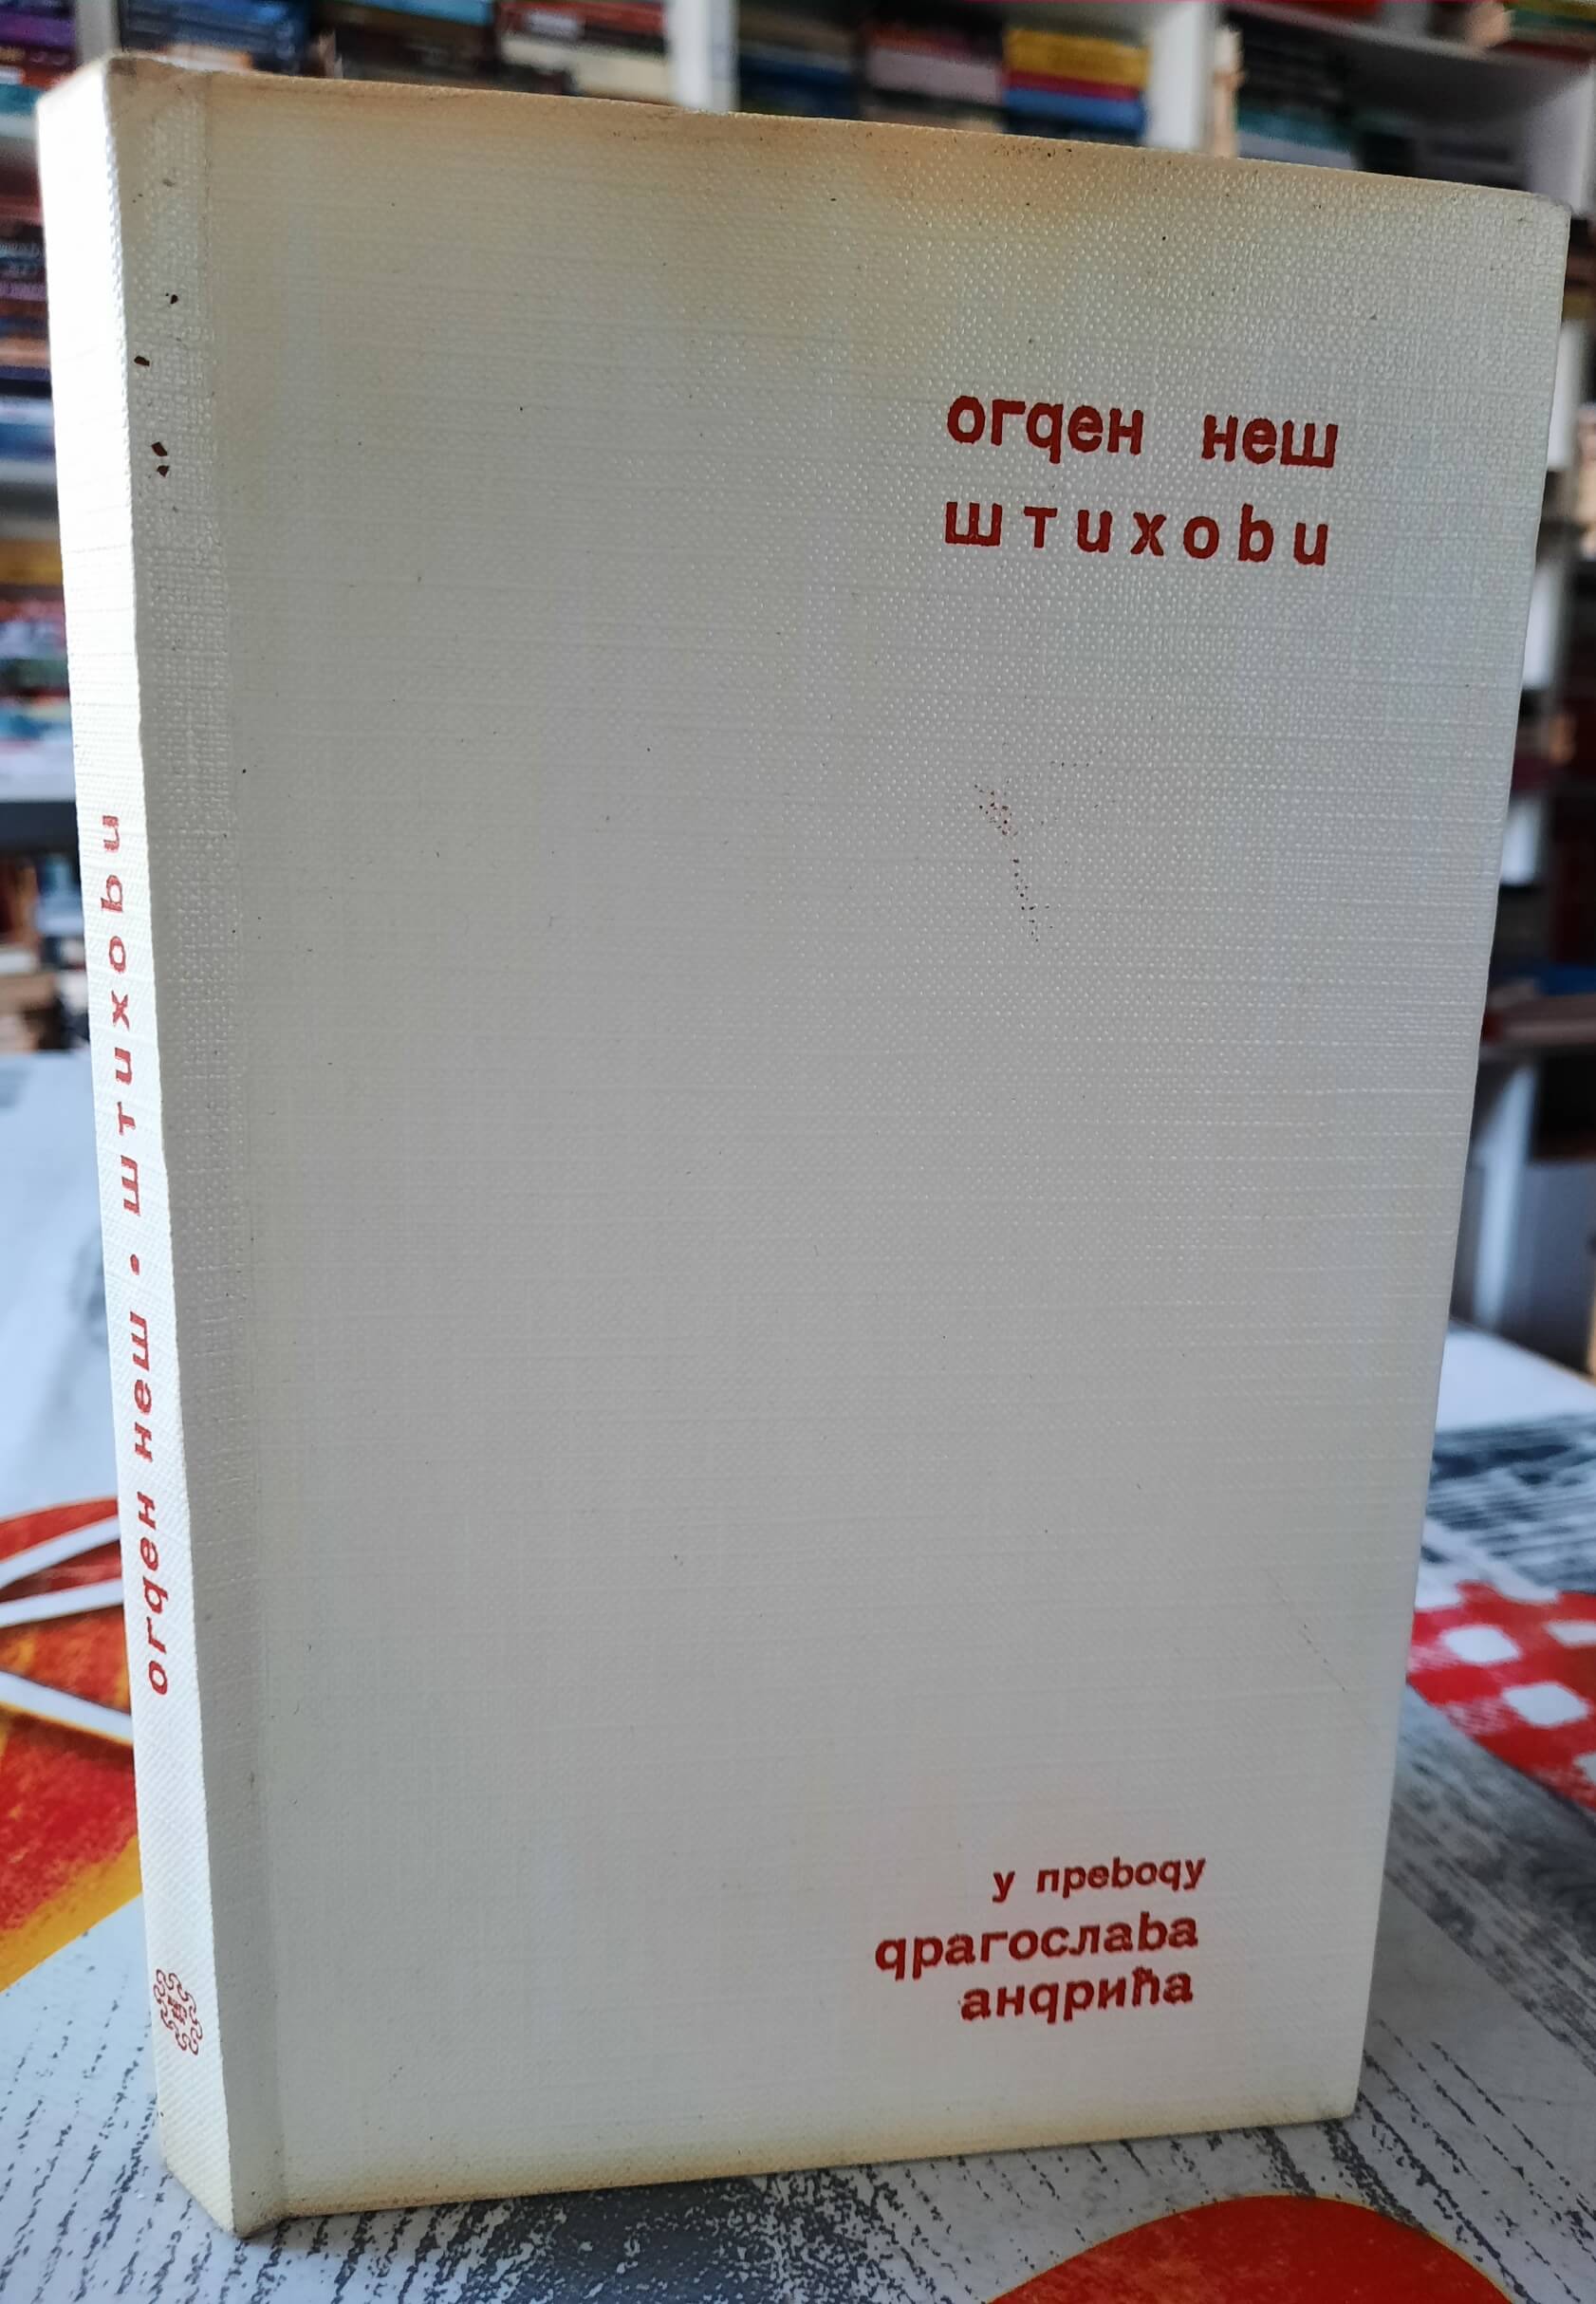 огден неш
штихови
у преводу
драгослава
андрића
огден неш • штихови